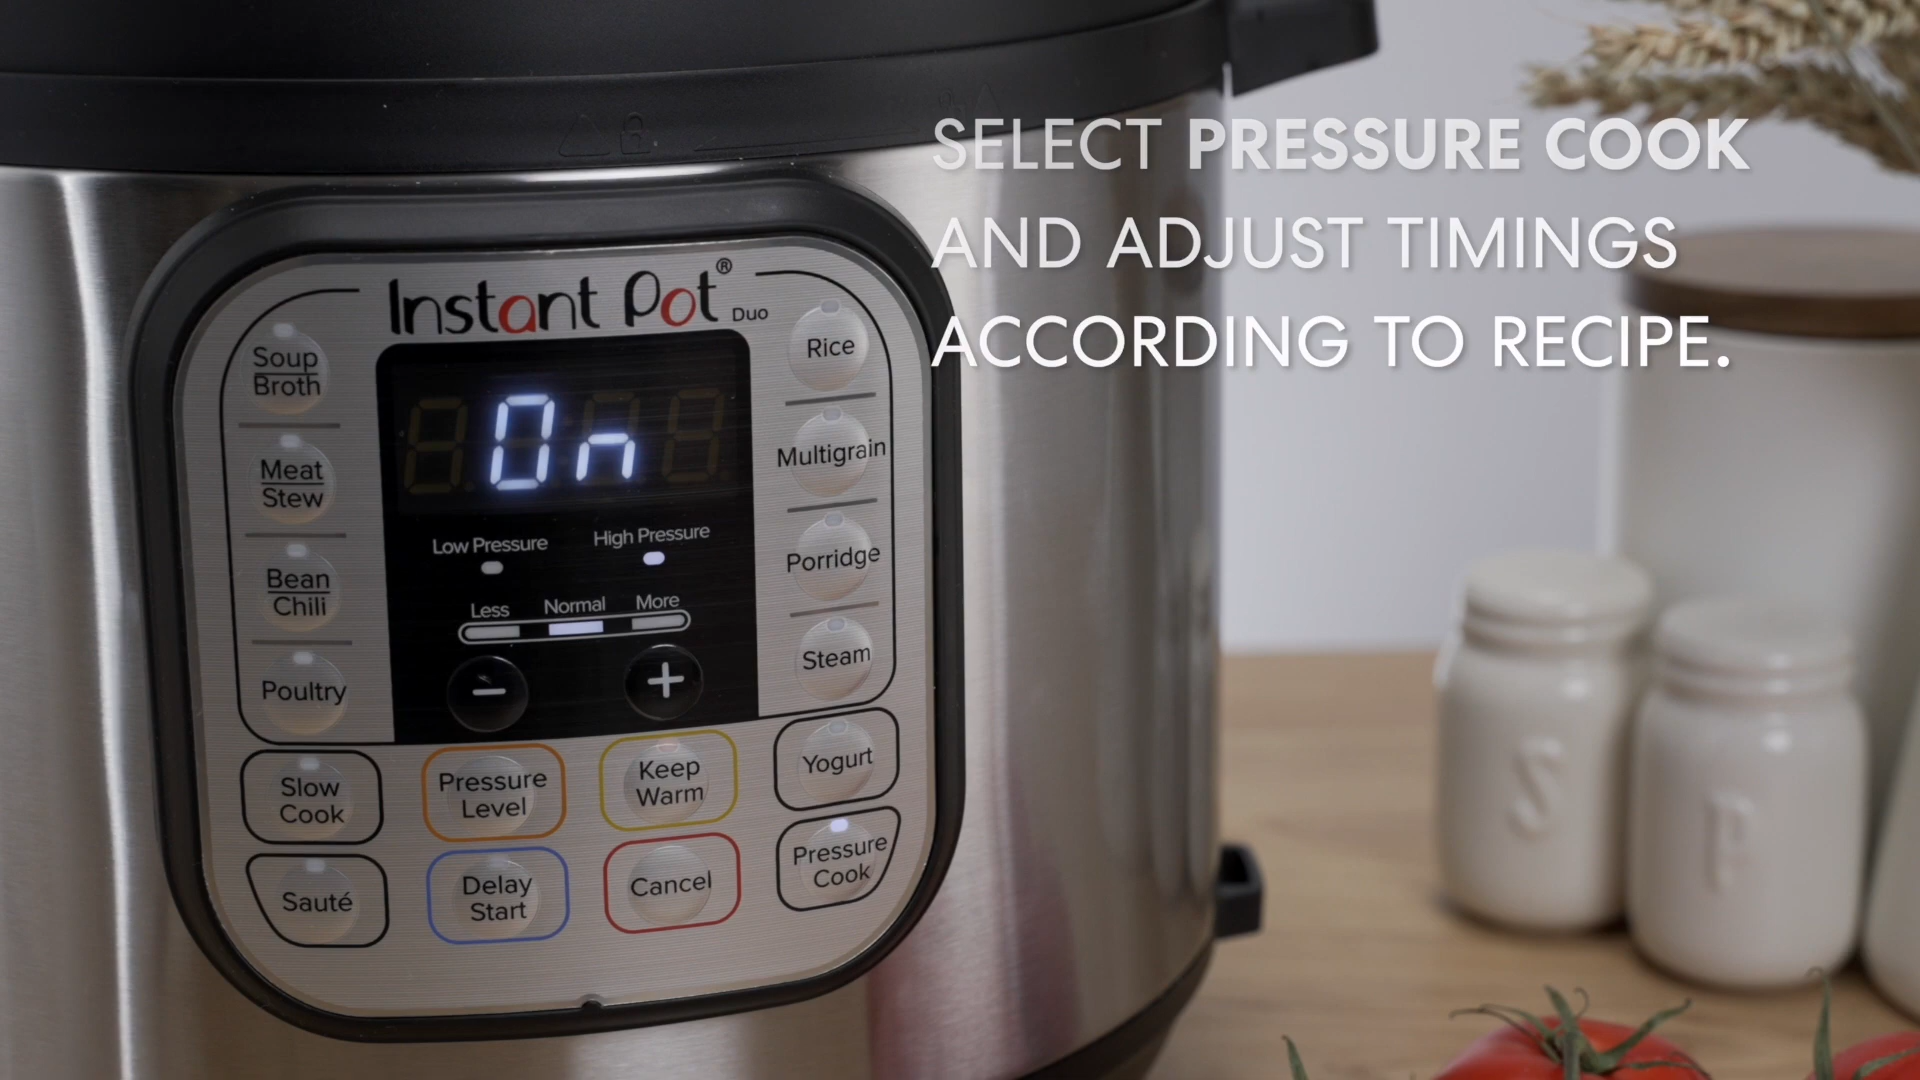 SELECT PRESSURE COOK
AND ADJUST TIMINGS
ACCORDING TO RECIPE.
Instant Pot® Duo
Soup
Broth
Meat
Stew
Bean
Chili
Poultry
On
Low Pressure High Pressure
Less Normal More
- +
Rice
Multigrain
Porridge
Steam
Slow
Cook
Pressure
Level
Keep
Warm
Yogurt
Sauté
Delay
Start
Cancel
Pressure
Cook
S
P